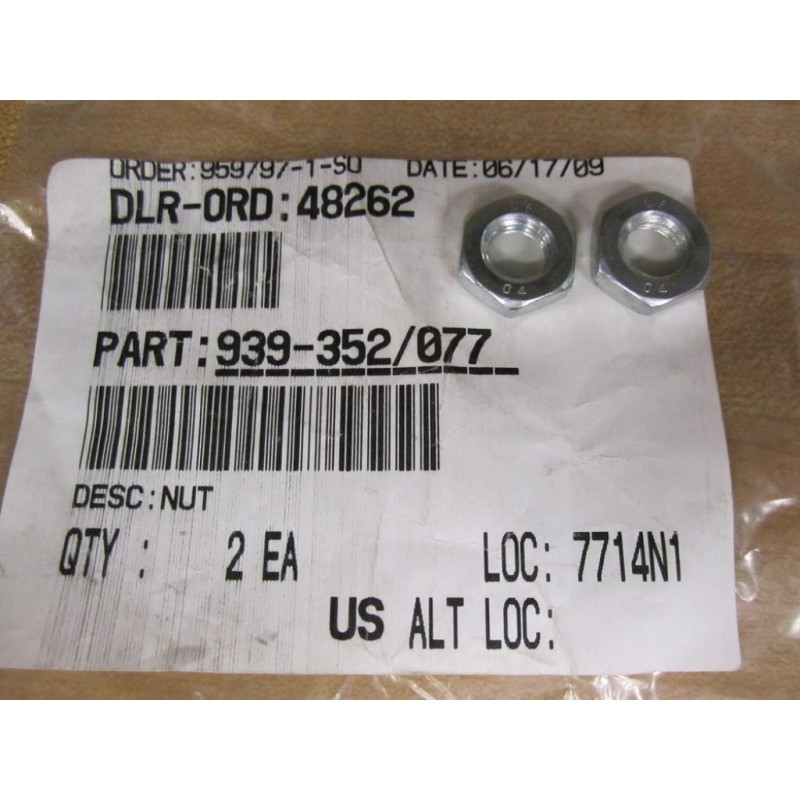 ORDER:959797-1-SO DATE:06/17/09
DLR-ORD:48262
PART:939-352/077
DESC:NUT
QTY : 2 EA LOC: 7714N1
US ALT LOC:
04
04